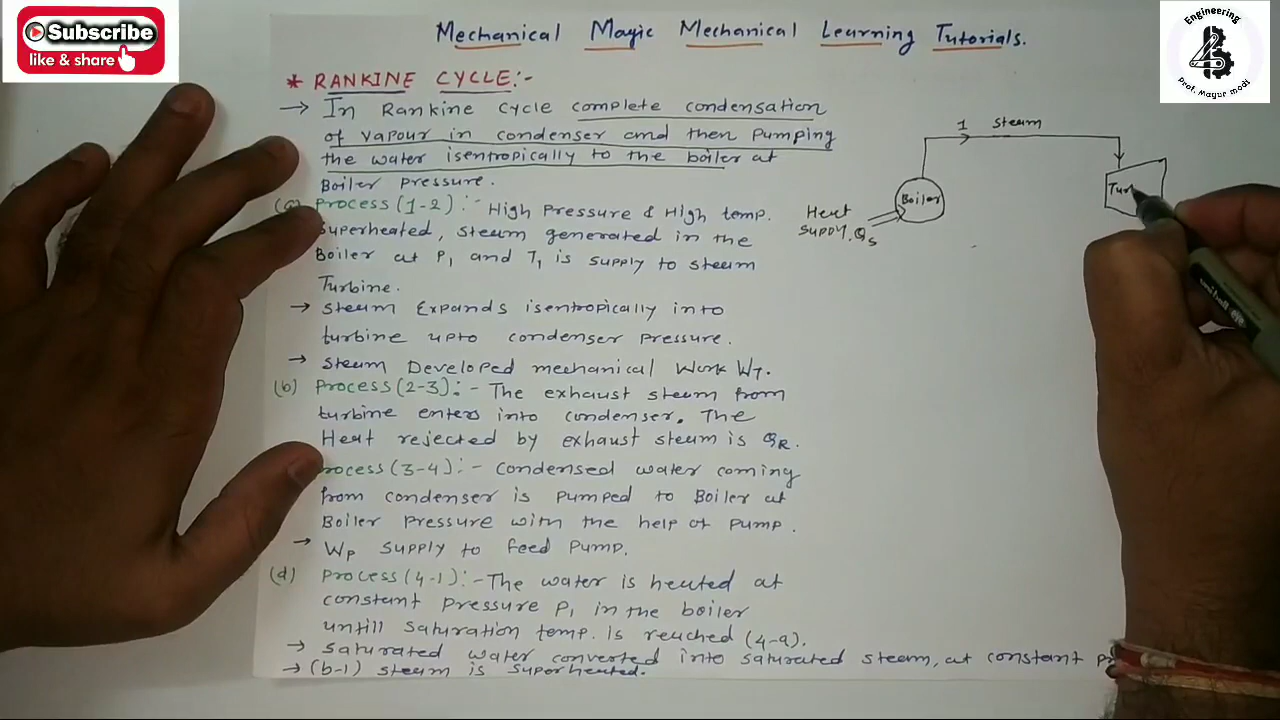 Subscribe
like & share
Engineering
Prof. Mayur modi
Mechanical Magic Mechanical Learning Tutorials.
* RANKINE CYCLE:-
→ In Rankine cycle complete condensation
of vapour in condenser and then Pumping
the water isentropically to the boiler at
Boiler pressure.
(a) Process (1-2):- High Pressure & High temp.
superheated, steam generated in the
Boiler at P1 and T1 is supply to steam
Turbine.
→ steam Expands isentropically into
turbine upto condenser pressure.
→ steam Developed mechanical Work WT.
(b) Process (2-3):- The exhaust steam from
turbine enters into condenser. The
Heat rejected by exhaust steam is QR.
rocess (3-4):- Condensed water coming
from condenser is pumped to Boiler at
Boiler Pressure with the help of pump.
→ Wp supply to feed Pump.
(d) Process (4-1):- The water is heated at
constant pressure P1 in the boiler
untill saturation temp. is reached (4-a).
→ saturated water converted into saturated steam, at constant pr
→ (b-1) steam is superheated.
1 steam
Boiler
Heat
supply, Qs
Tur